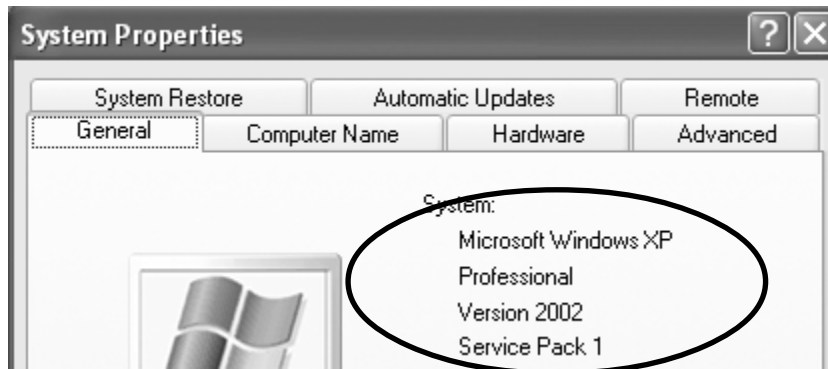 System Properties
System Restore Automatic Updates Remote
General Computer Name Hardware Advanced
System:
Microsoft Windows XP
Professional
Version 2002
Service Pack 1